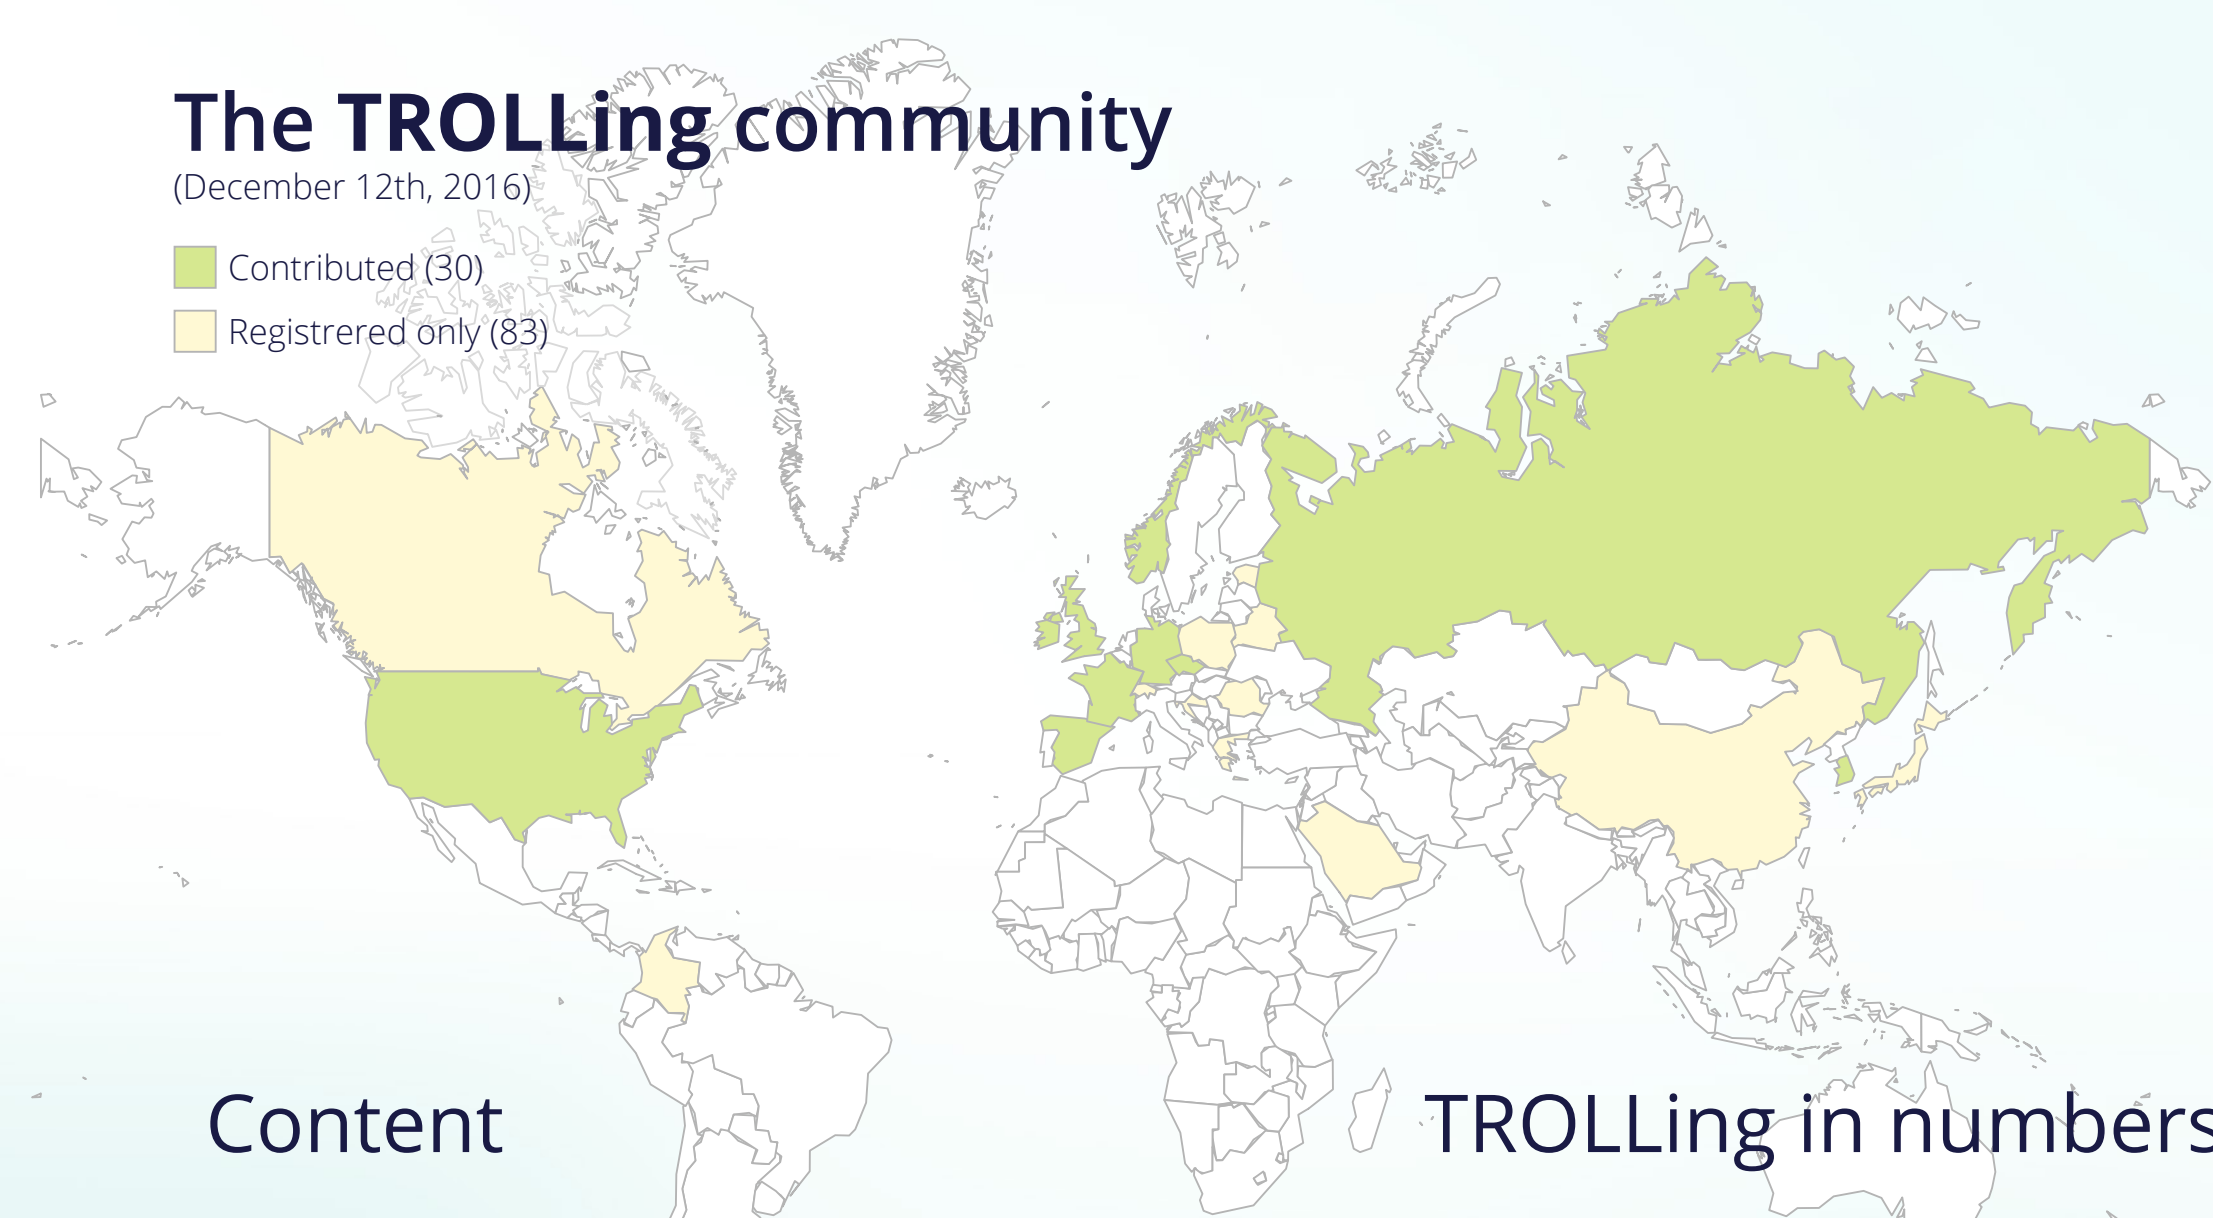 The TROLLing community
(December 12th, 2016)
Contributed (30)
Registrered only (83)
Content
TROLLing in numbers